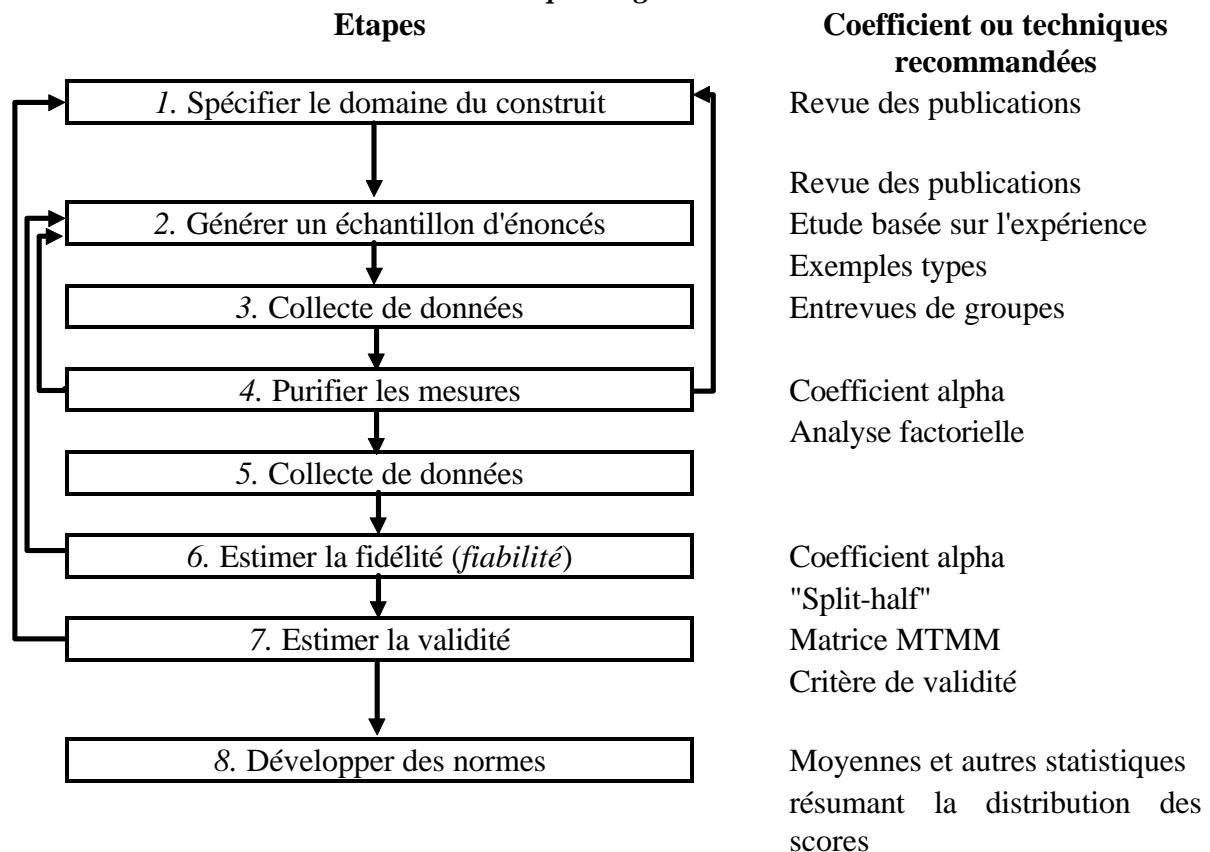 Etapes
Coefficient ou techniques
recommandées
1. Spécifier le domaine du construit
Revue des publications
Revue des publications
2. Générer un échantillon d'énoncés
Etude basée sur l'expérience
Exemples types
3. Collecte de données
Entrevues de groupes
4. Purifier les mesures
Coefficient alpha
Analyse factorielle
5. Collecte de données
6. Estimer la fidélité (fiabilité)
Coefficient alpha
"Split-half"
7. Estimer la validité
Matrice MTMM
Critère de validité
8. Développer des normes
Moyennes et autres statistiques
résumant la distribution des
scores